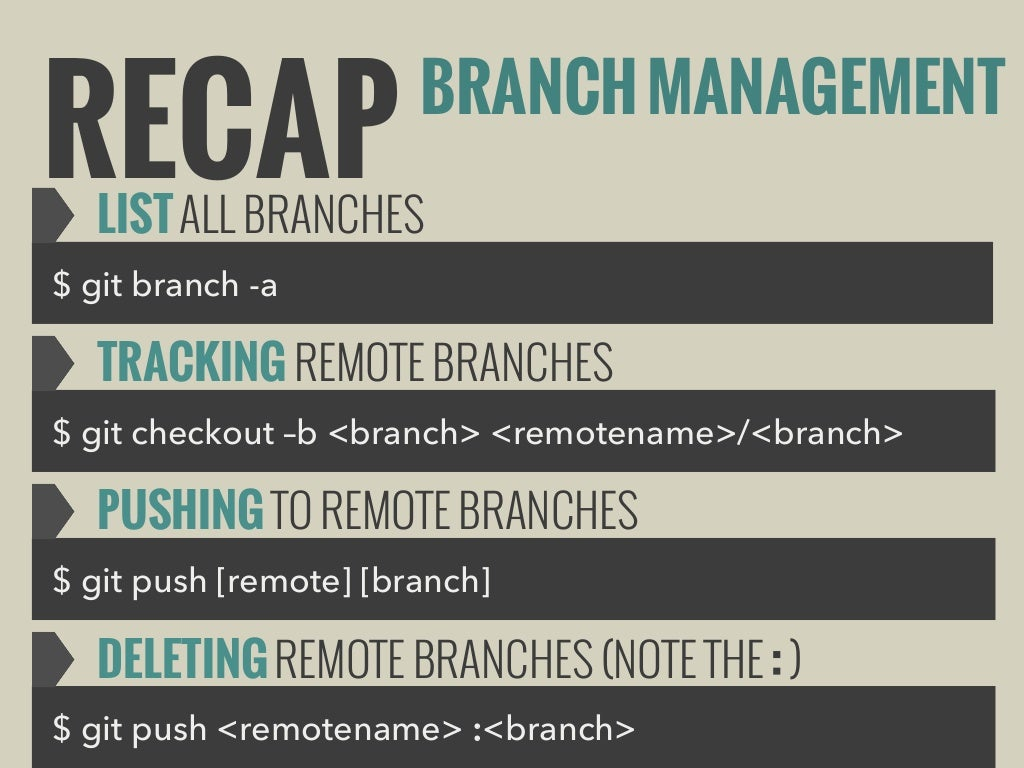 RECAP BRANCH MANAGEMENT
LIST ALL BRANCHES
$ git branch -a
TRACKING REMOTE BRANCHES
$ git checkout –b <branch> <remotename>/<branch>
PUSHING TO REMOTE BRANCHES
$ git push [remote] [branch]
DELETING REMOTE BRANCHES (NOTE THE : )
$ git push <remotename> :<branch>